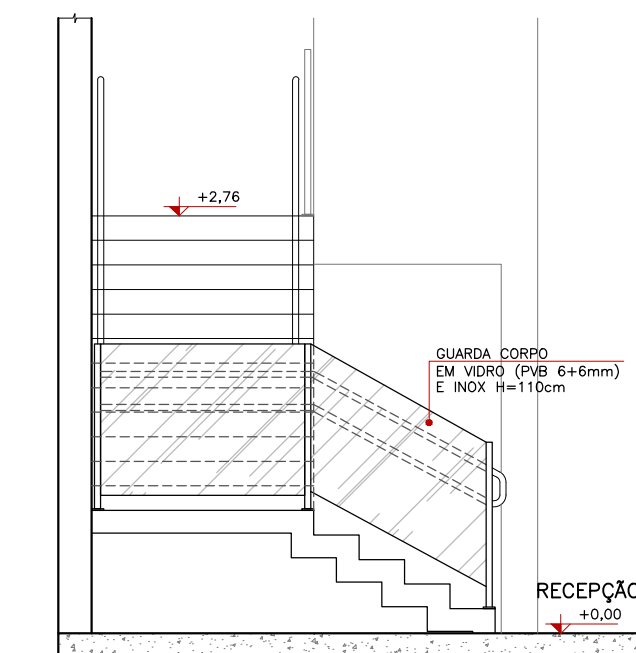 +2,76
GUARDA CORPO
EM VIDRO (PVB 6+6mm)
E INOX H=110cm
RECEPÇÃO
+0,00